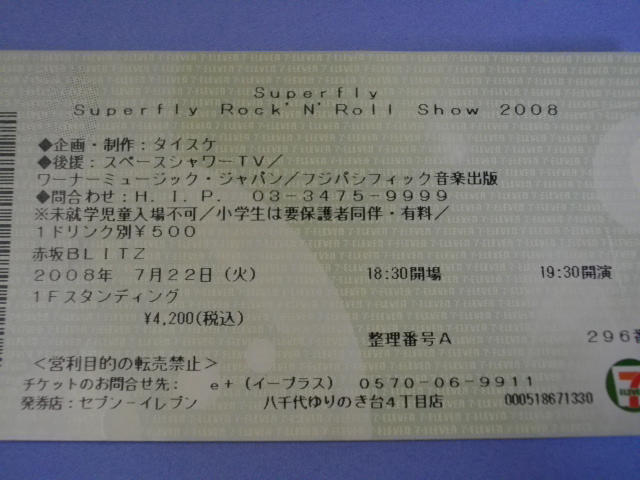 Superfly
Superfly Rock'N'Roll Show 2008
◆企画・制作：タイスケ
◆後援：スペースシャワーTV／
ワーナーミュージック・ジャパン／フジパシフィック音楽出版
◆問合わせ：H．I．P． 03-3475-9999
※未就学児童入場不可／小学生は要保護者同伴・有料／
1ドリンク別¥500
赤坂BLITZ
2008年 7月22日（火） 18:30開場 19:30開演
1Fスタンディング
¥4,200(税込)
整理番号A 296番
＜営利目的の転売禁止＞
チケットのお問合せ先： e+（イープラス） 0570-06-9911
発券店：セブン－イレブン 八千代ゆりのき台4丁目店 000518671330
7-ELEVEN